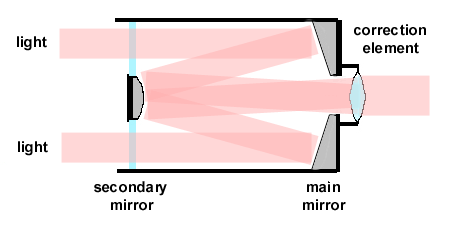 light
correction
element
light
secondary
mirror
main
mirror